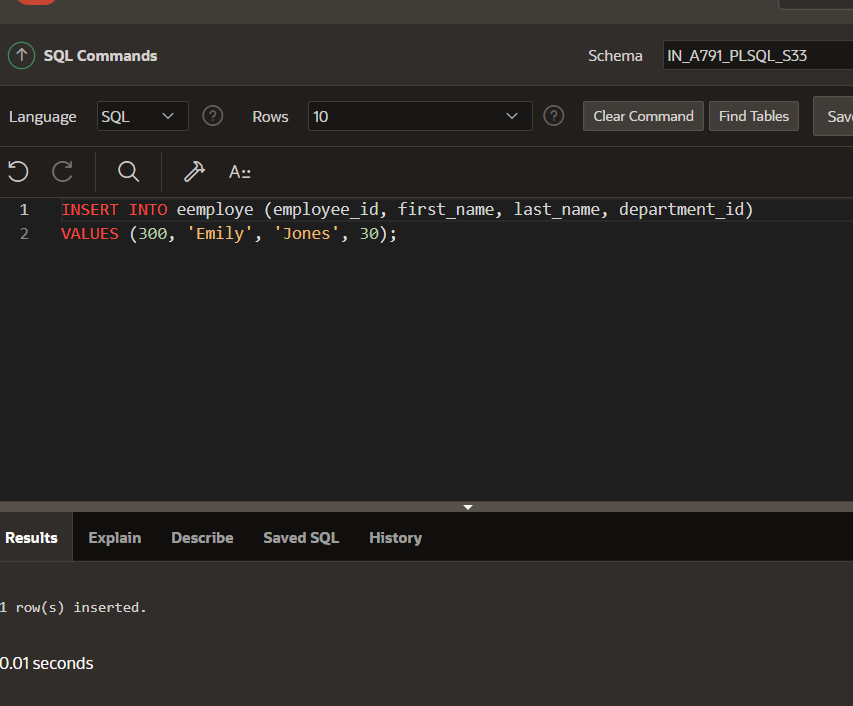 SQL Commands
Schema IN_A791_PLSQL_S33
Language SQL ? Rows 10 ? Clear Command Find Tables Save
A::
1 INSERT INTO eemploye (employee_id, first_name, last_name, department_id)
2 VALUES (300, 'Emily', 'Jones', 30);
Results Explain Describe Saved SQL History
1 row(s) inserted.
0.01 seconds